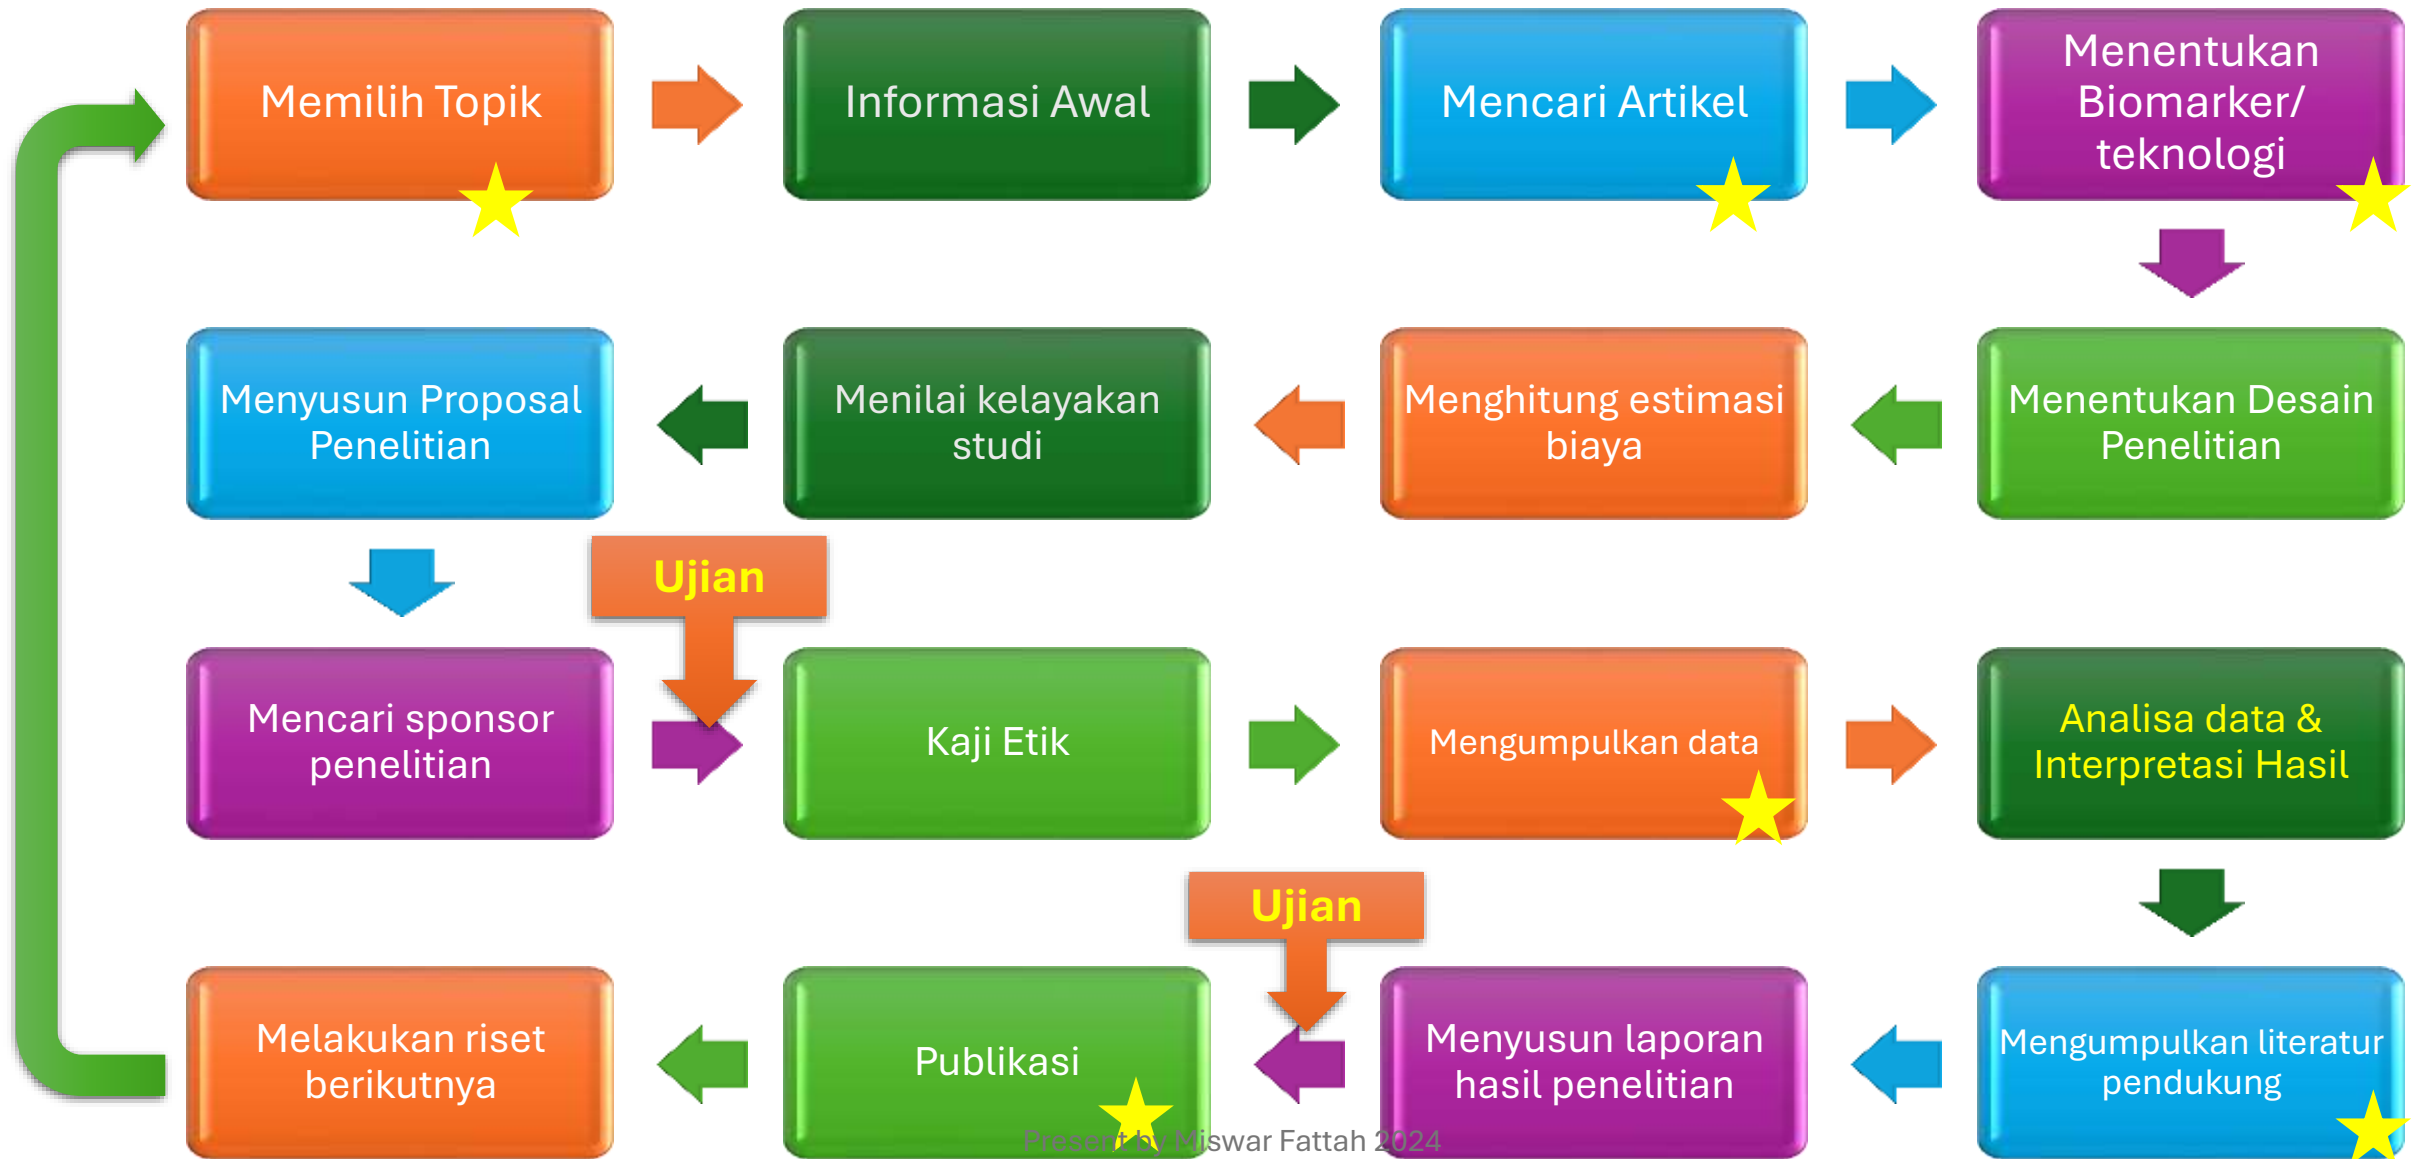 Memilih Topik
Informasi Awal
Mencari Artikel
Menentukan
Biomarker/
teknologi
Menentukan Desain
Penelitian
Menghitung estimasi
biaya
Menilai kelayakan
studi
Menyusun Proposal
Penelitian
Mencari sponsor
penelitian
Ujian
Kaji Etik
Mengumpulkan data
Analisa data &
Interpretasi Hasil
Mengumpulkan literatur
pendukung
Menyusun laporan
hasil penelitian
Ujian
Publikasi
Melakukan riset
berikutnya
Present by Miswar Fattah 2024